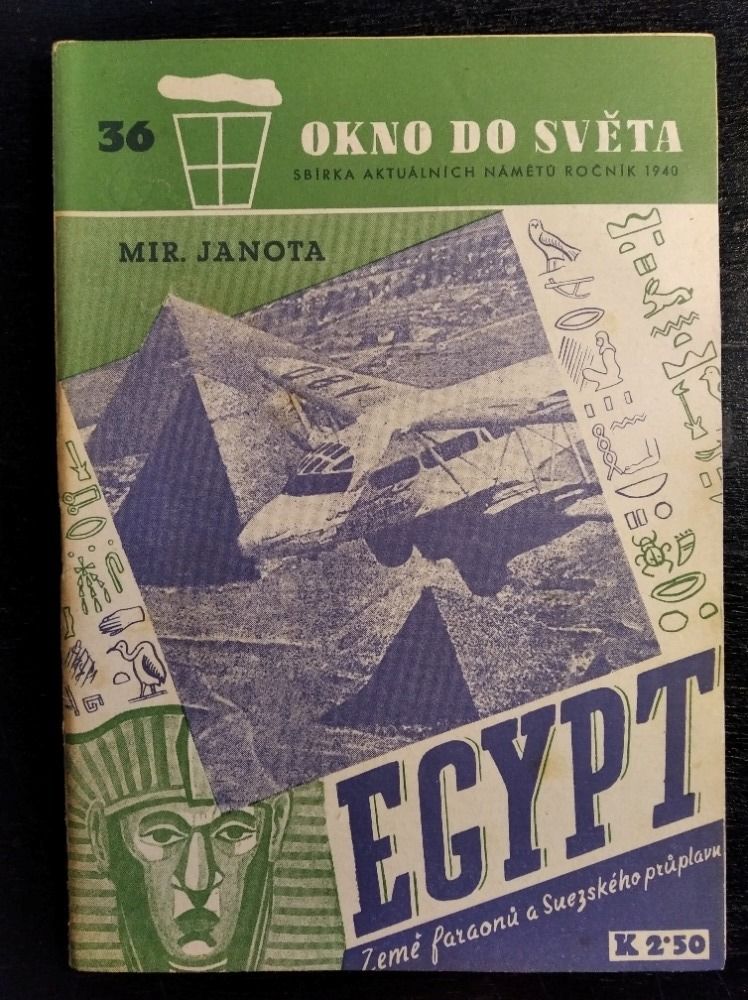 36
OKNO DO SVĚTA
SBÍRKA AKTUÁLNÍCH NÁMĚTŮ ROČNÍK 1940
MIR. JANOTA
EGYPT
Země faraonů a Suezského průplavu
K 2·50